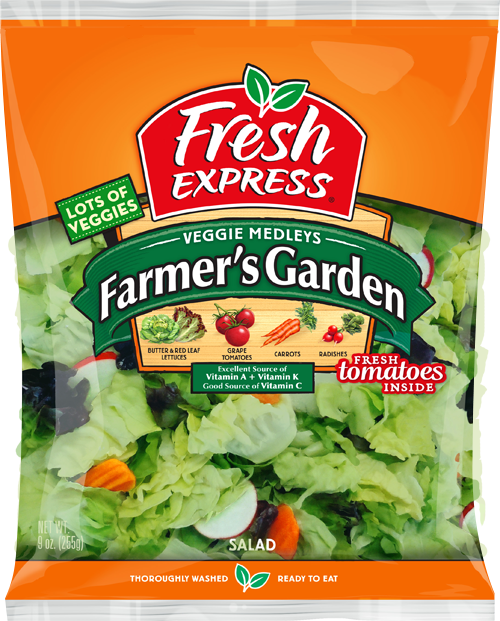 Fresh
EXPRESS®
LOTS OF
VEGGIES
VEGGIE MEDLEYS
Farmer's Garden
BUTTER & RED LEAF
LETTUCES
GRAPE
TOMATOES
CARROTS
RADISHES
FRESH
tomatoes
INSIDE
Excellent Source of
Vitamin A + Vitamin K
Good Source of Vitamin C
NET WT.
9 oz. (255g)
SALAD
THOROUGHLY WASHED READY TO EAT